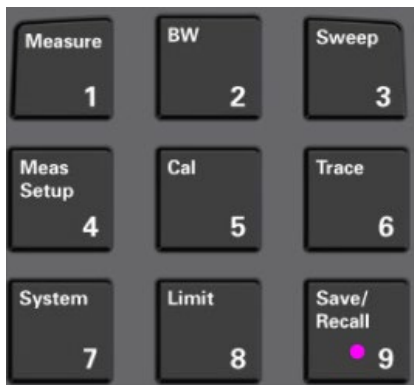 Measure
1
BW
2
Sweep
3
Meas
Setup
4
Cal
5
Trace
6
System
7
Limit
8
Save/
Recall
9